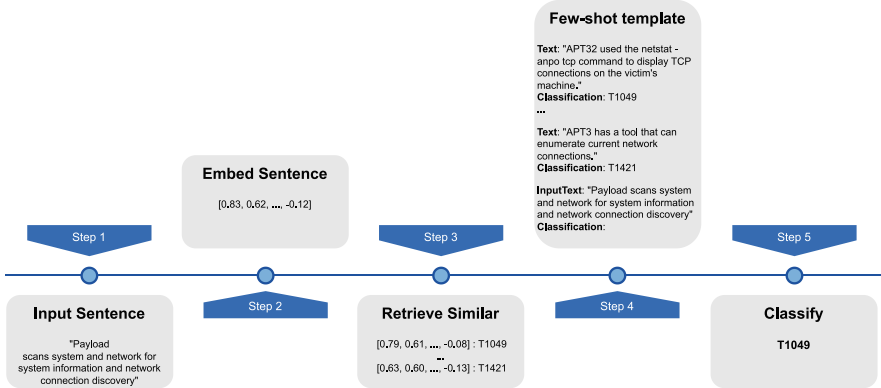 Step 1
Input Sentence
"Payload
scans system and network for
system information and network
connection discovery"
Embed Sentence
[0.83, 0.62, ..., -0.12]
Step 2
Step 3
Retrieve Similar
[0.79, 0.61, ..., -0.08] : T1049
...
[0.63, 0.60, ..., -0.13] : T1421
Few-shot template
Text: "APT32 used the netstat -
anpo tcp command to display TCP
connections on the victim's
machine."
Classification: T1049
...
Text: "APT3 has a tool that can
enumerate current network
connections."
Classification: T1421
InputText: "Payload scans system
and network for system information
and network connection discovery"
Classification:
Step 4
Step 5
Classify
T1049